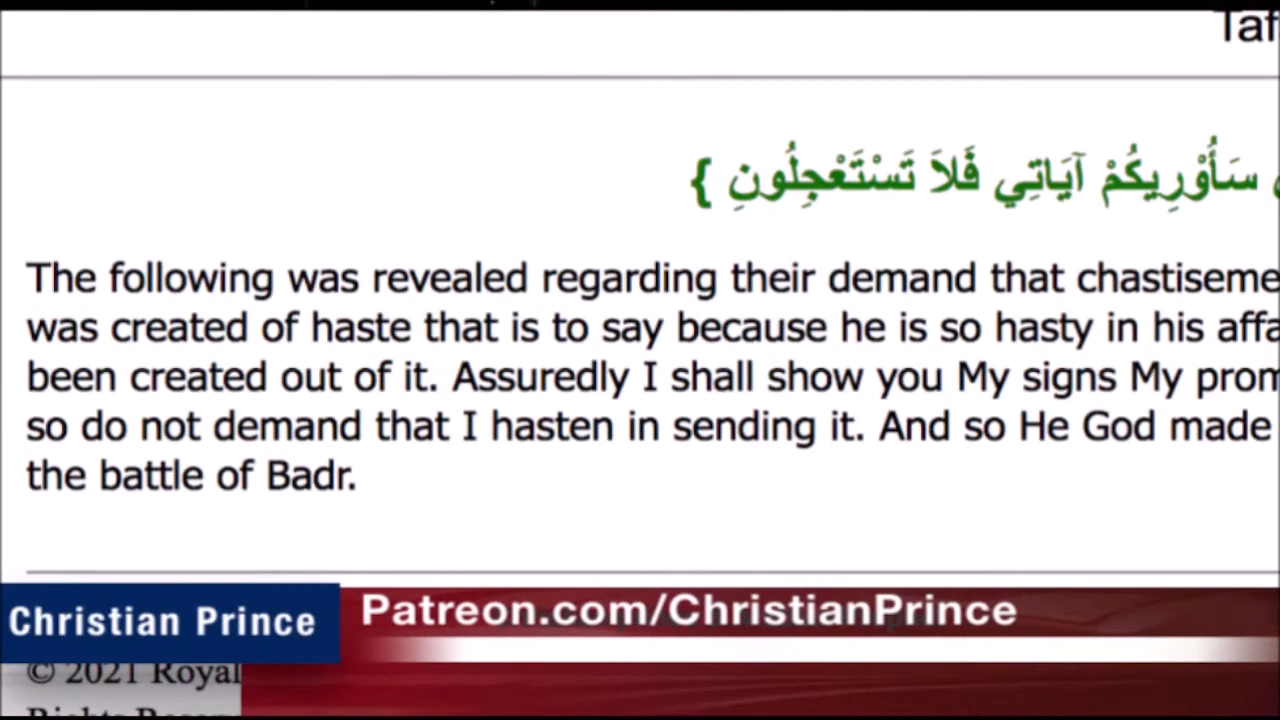 Taf
سَأُوْرِيكُمْ آيَاتِي فَلاَ تَسْتَعْجِلُونِ }
The following was revealed regarding their demand that chastiseme
was created of haste that is to say because he is so hasty in his affa
been created out of it. Assuredly I shall show you My signs My prom
so do not demand that I hasten in sending it. And so He God made
the battle of Badr.
Christian Prince
Patreon.com/ChristianPrince
© 2021 Royal
Rights